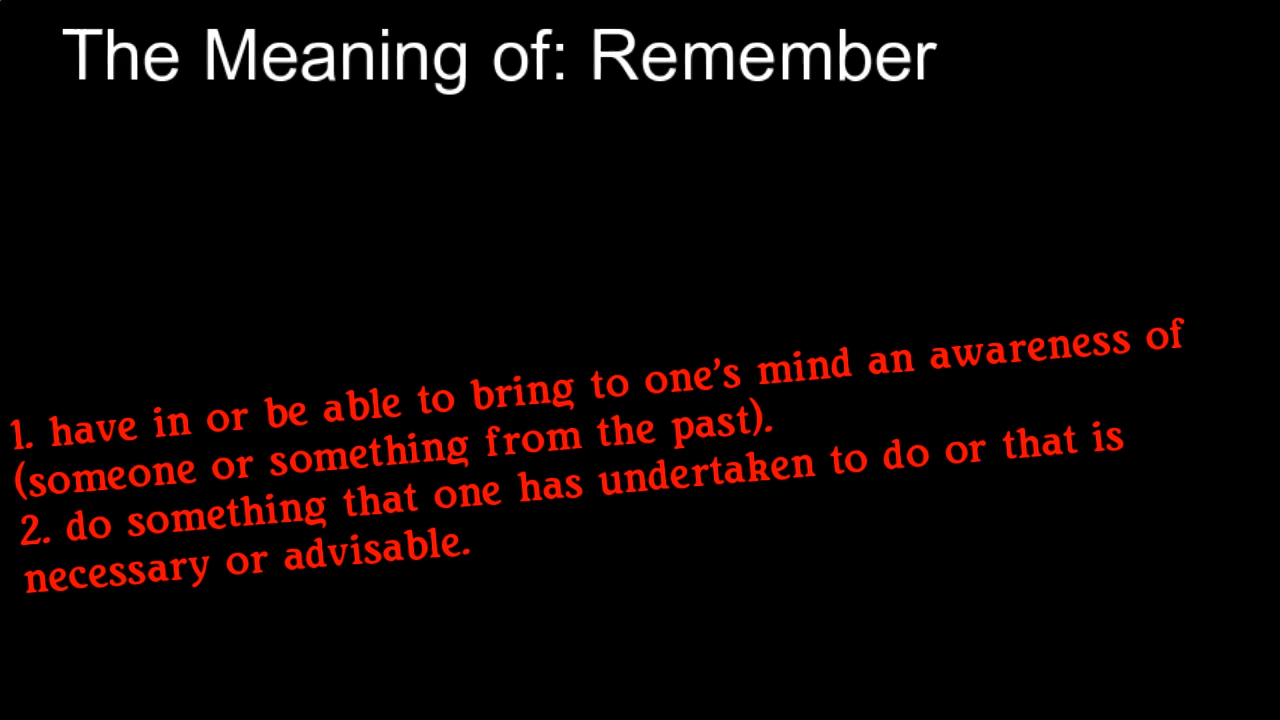 The Meaning of: Remember
1. have in or be able to bring to one's mind an awareness of
(someone or something from the past).
2. do something that one has undertaken to do or that is
necessary or advisable.